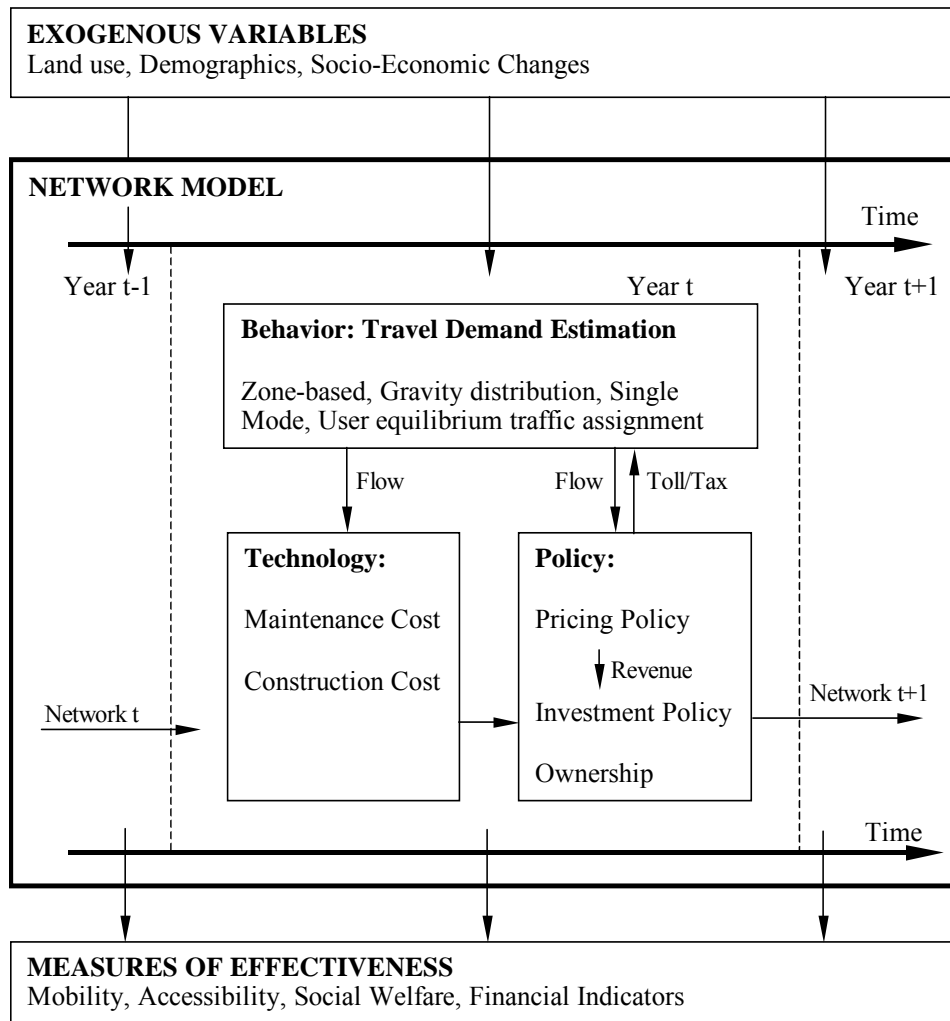 EXOGENOUS VARIABLES
Land use, Demographics, Socio-Economic Changes
NETWORK MODEL
Time
Year t-1
Year t
Year t+1
Behavior: Travel Demand Estimation
Zone-based, Gravity distribution, Single
Mode, User equilibrium traffic assignment
Flow
Flow
Toll/Tax
Technology:
Maintenance Cost
Construction Cost
Policy:
Pricing Policy
Revenue
Investment Policy
Ownership
Network t
Network t+1
Time
MEASURES OF EFFECTIVENESS
Mobility, Accessibility, Social Welfare, Financial Indicators